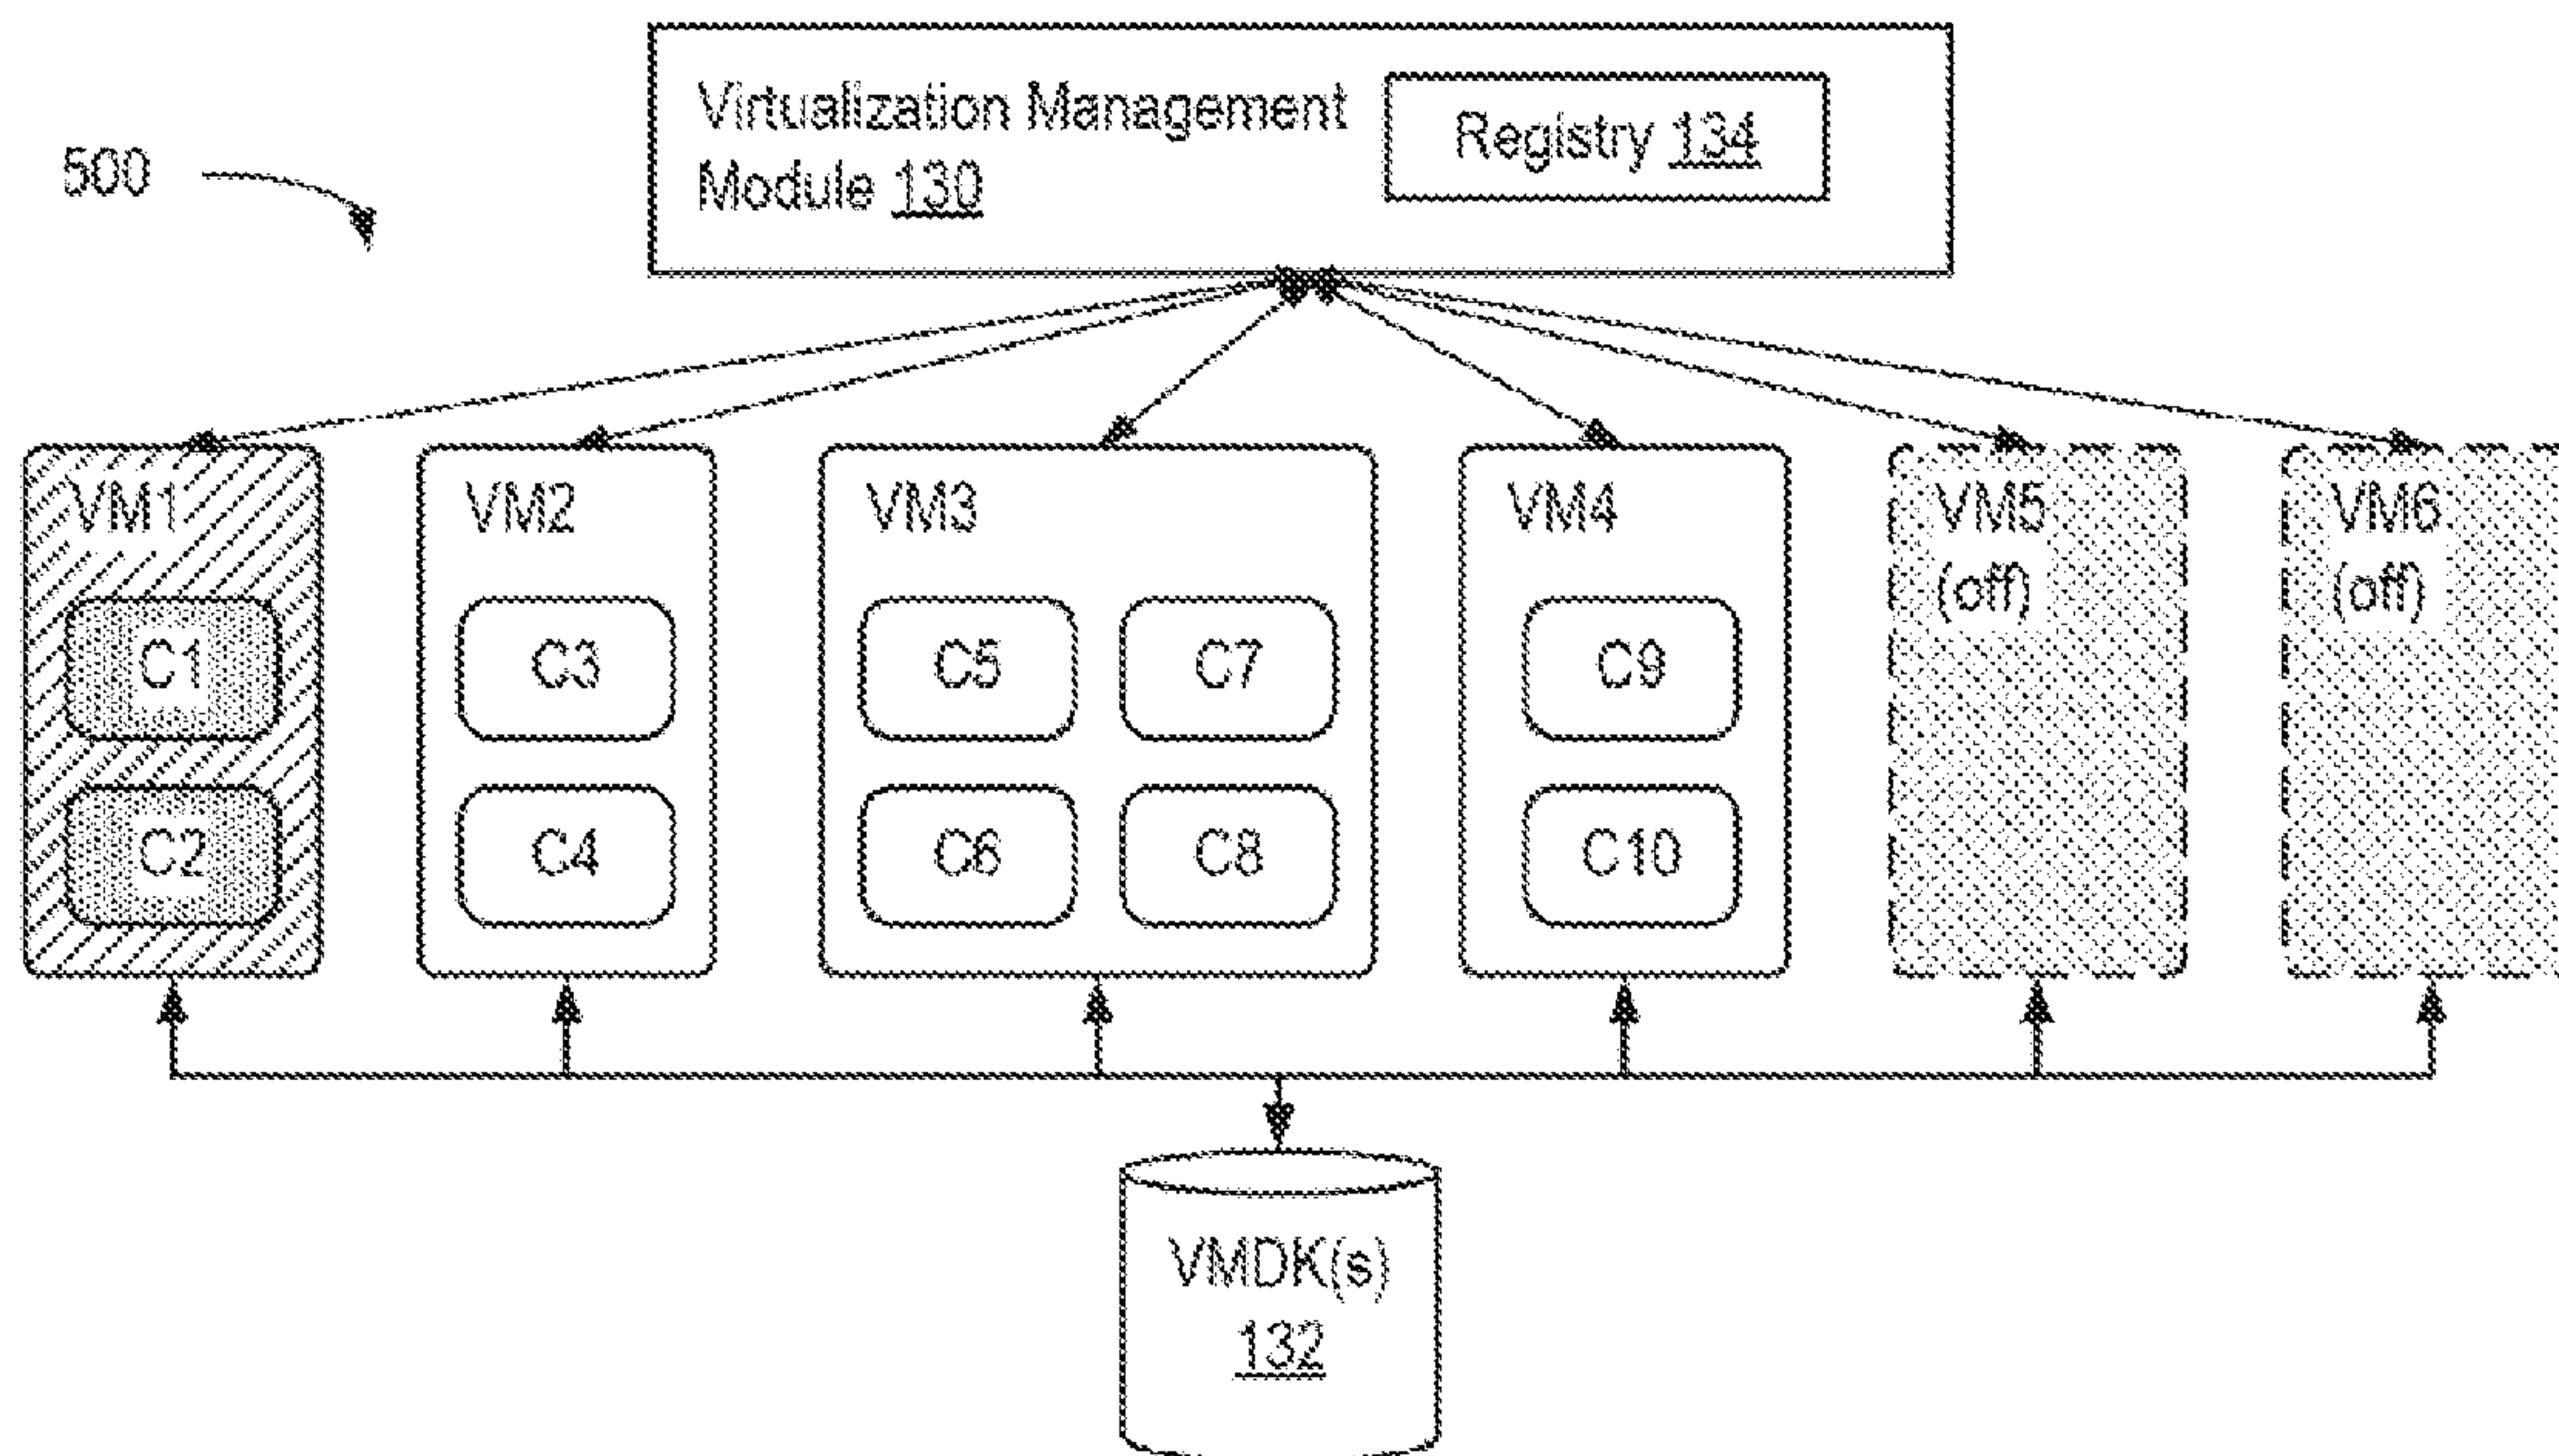 Virtualization Management
Module 130
Registry 134
500
VM1
C1
C2
VM2
C3
C4
VM3
C5
C7
C6
C8
VM4
C9
C10
VM5
(off)
VM6
(off)
VMDK(s)
132